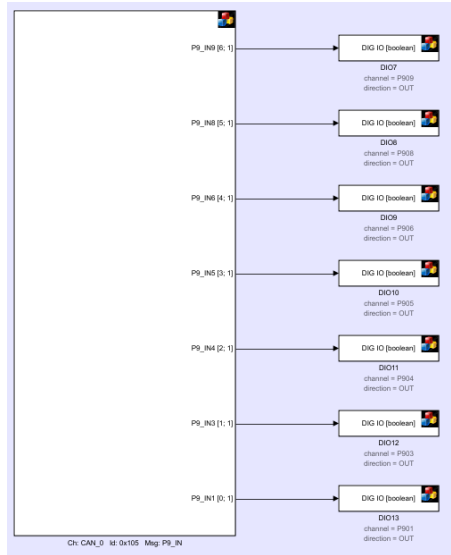 P9_IN9 [6; 1]
DIG IO [boolean]
DIO7
channel = P909
direction = OUT
P9_IN8 [5; 1]
DIG IO [boolean]
DIO8
channel = P908
direction = OUT
P9_IN6 [4; 1]
DIG IO [boolean]
DIO9
channel = P906
direction = OUT
P9_IN5 [3; 1]
DIG IO [boolean]
DIO10
channel = P905
direction = OUT
P9_IN4 [2; 1]
DIG IO [boolean]
DIO11
channel = P904
direction = OUT
P9_IN3 [1; 1]
DIG IO [boolean]
DIO12
channel = P903
direction = OUT
P9_IN1 [0; 1]
DIG IO [boolean]
DIO13
channel = P901
direction = OUT
Ch: CAN_0 Id: 0x105 Msg: P9_IN